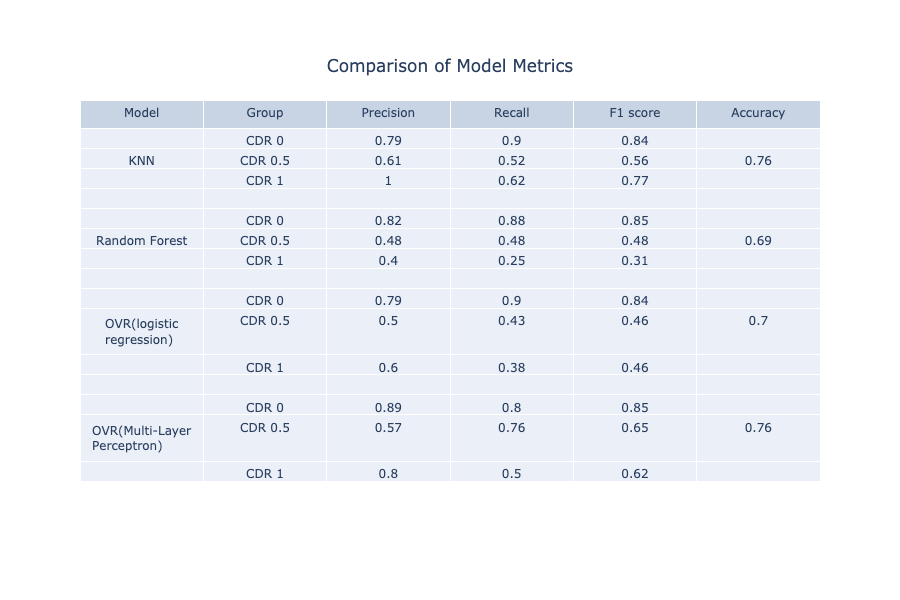 Comparison of Model Metrics
Model Group Precision Recall F1 score Accuracy
CDR 0 0.79 0.9 0.84
KNN CDR 0.5 0.61 0.52 0.56 0.76
CDR 1 1 0.62 0.77
CDR 0 0.82 0.88 0.85
Random Forest CDR 0.5 0.48 0.48 0.48 0.69
CDR 1 0.4 0.25 0.31
CDR 0 0.79 0.9 0.84
OVR(logistic CDR 0.5 0.5 0.43 0.46 0.7
regression)
CDR 1 0.6 0.38 0.46
CDR 0 0.89 0.8 0.85
OVR(Multi-Layer CDR 0.5 0.57 0.76 0.65 0.76
Perceptron)
CDR 1 0.8 0.5 0.62